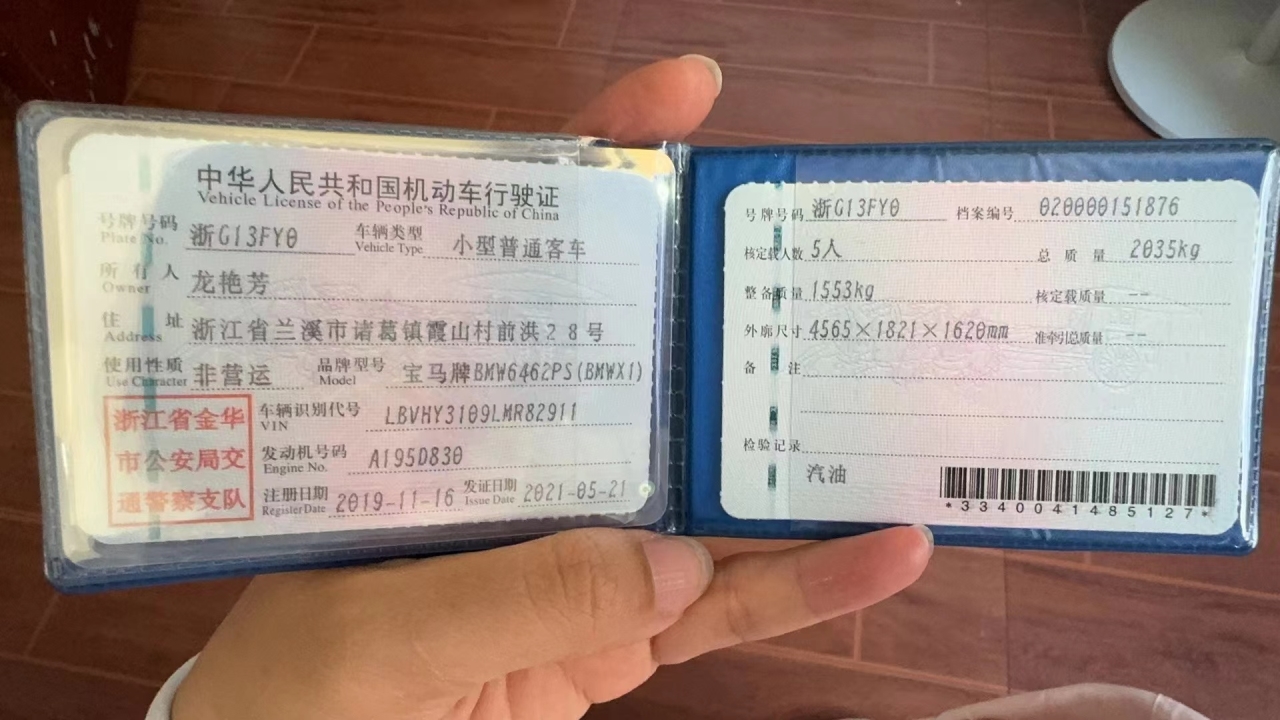 中华人民共和国机动车行驶证
Vehicle License of the People's Republic of China
号牌号码 浙G13FY0 车辆类型 小型普通客车
Plate No. Vehicle Type
所有人 龙艳芳
Owner
住址 浙江省兰溪市诸葛镇霞山村前洪28号
Address
使用性质 非营运 品牌型号 宝马牌BMW6462PS(BMWX1)
Use Character Model
浙江省金华
市公安局交
通警察支队
车辆识别代号 LBVHY3109LMR82911
VIN
发动机号码 A195D830
Engine No.
注册日期 2019-11-16 发证日期 2021-05-21
Register Date Issue Date
号牌号码 浙G13FY0 档案编号 020000151876
核定载人数 5人 总质量 2035kg
整备质量 1553kg 核定载质量 --
外廓尺寸 4565×1821×1620mm 准牵引总质量 --
备注
检验记录
汽油
*3340041485127*